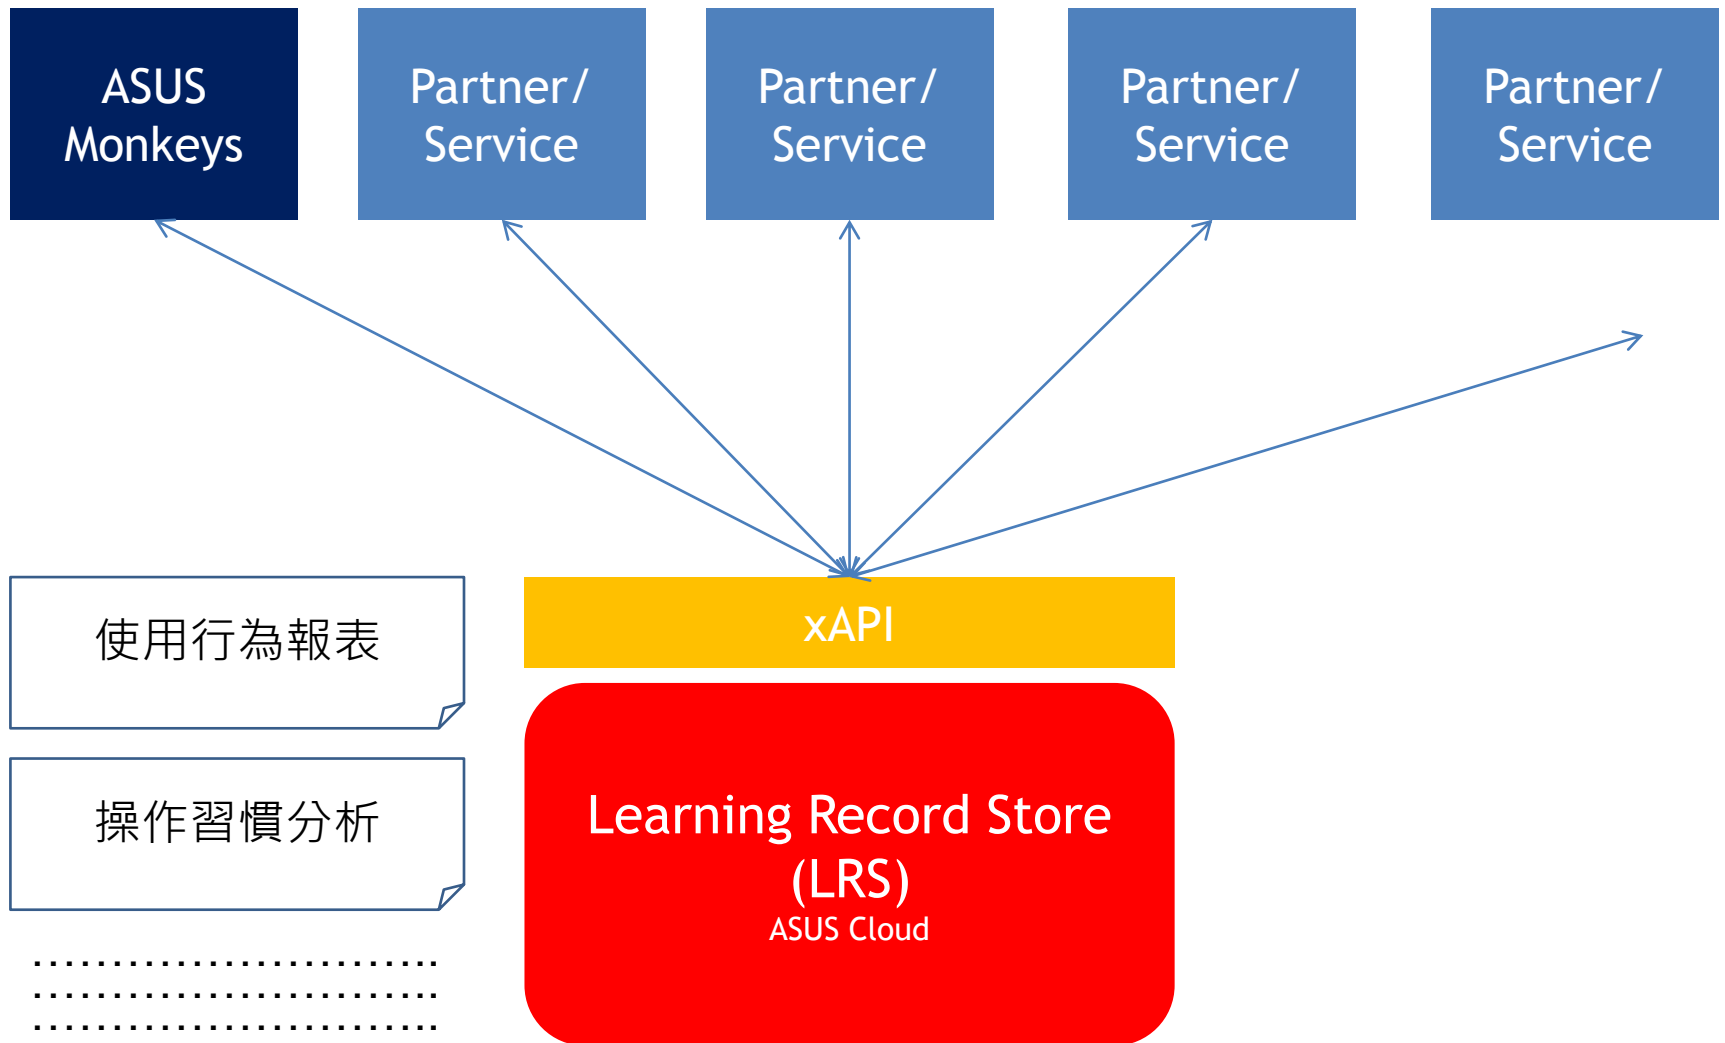 ASUS
Monkeys
Partner/
Service
Partner/
Service
Partner/
Service
Partner/
Service
xAPI
使用行為報表
操作習慣分析
Learning Record Store
(LRS)
ASUS Cloud
..........................
..........................
..........................